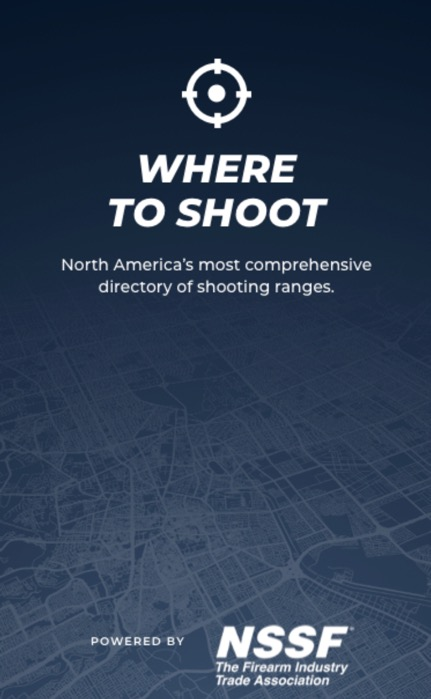 WHERE
TO SHOOT
North America's most comprehensive
directory of shooting ranges.
POWERED BY
NSSF®
The Firearm Industry
Trade Association